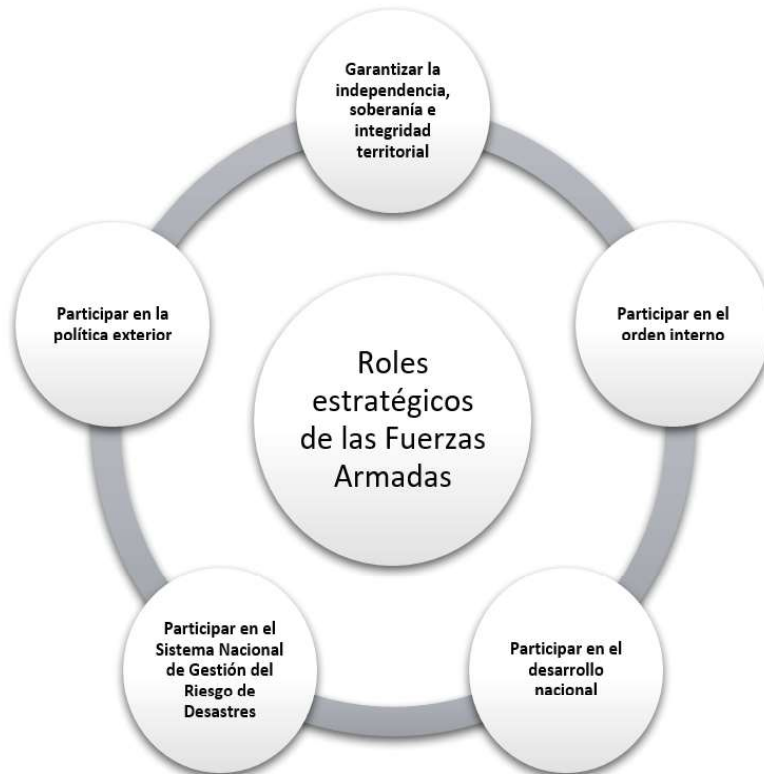 Garantizar la
independencia,
soberanía e
integridad
territorial
Participar en la
política exterior
Participar en el
orden interno
Roles
estratégicos
de las Fuerzas
Armadas
Participar en el
Sistema Nacional
de Gestión del
Riesgo de
Desastres
Participar en el
desarrollo
nacional